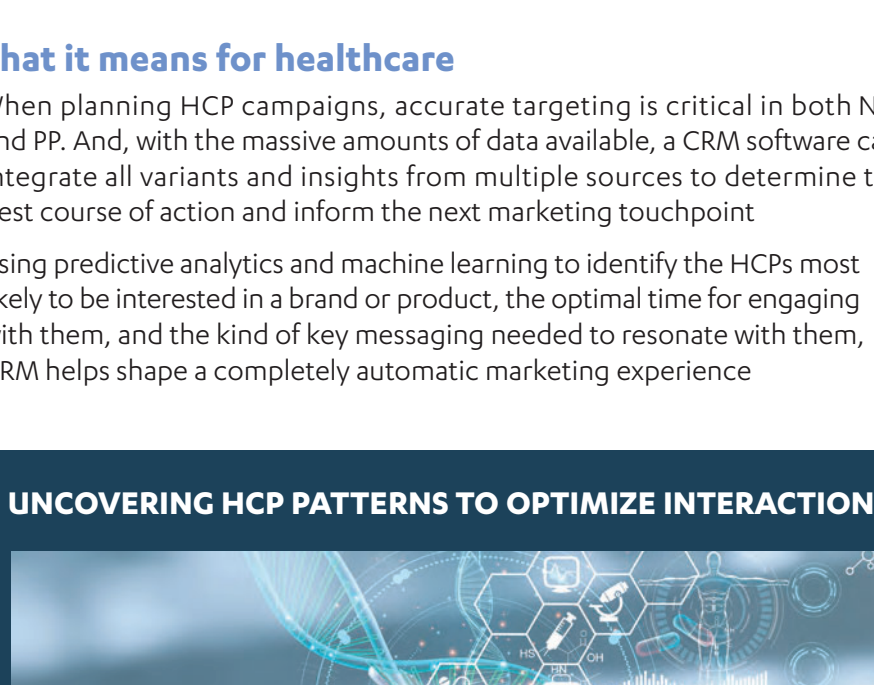 hat it means for healthcare
hen planning HCP campaigns, accurate targeting is critical in both N
nd PP. And, with the massive amounts of data available, a CRM software ca
ntegrate all variants and insights from multiple sources to determine t
est course of action and inform the next marketing touchpoint
sing predictive analytics and machine learning to identify the HCPs most
kely to be interested in a brand or product, the optimal time for engaging
ith them, and the kind of key messaging needed to resonate with them,
RM helps shape a completely automatic marketing experience
UNCOVERING HCP PATTERNS TO OPTIMIZE INTERACTION
HS
OH
HN